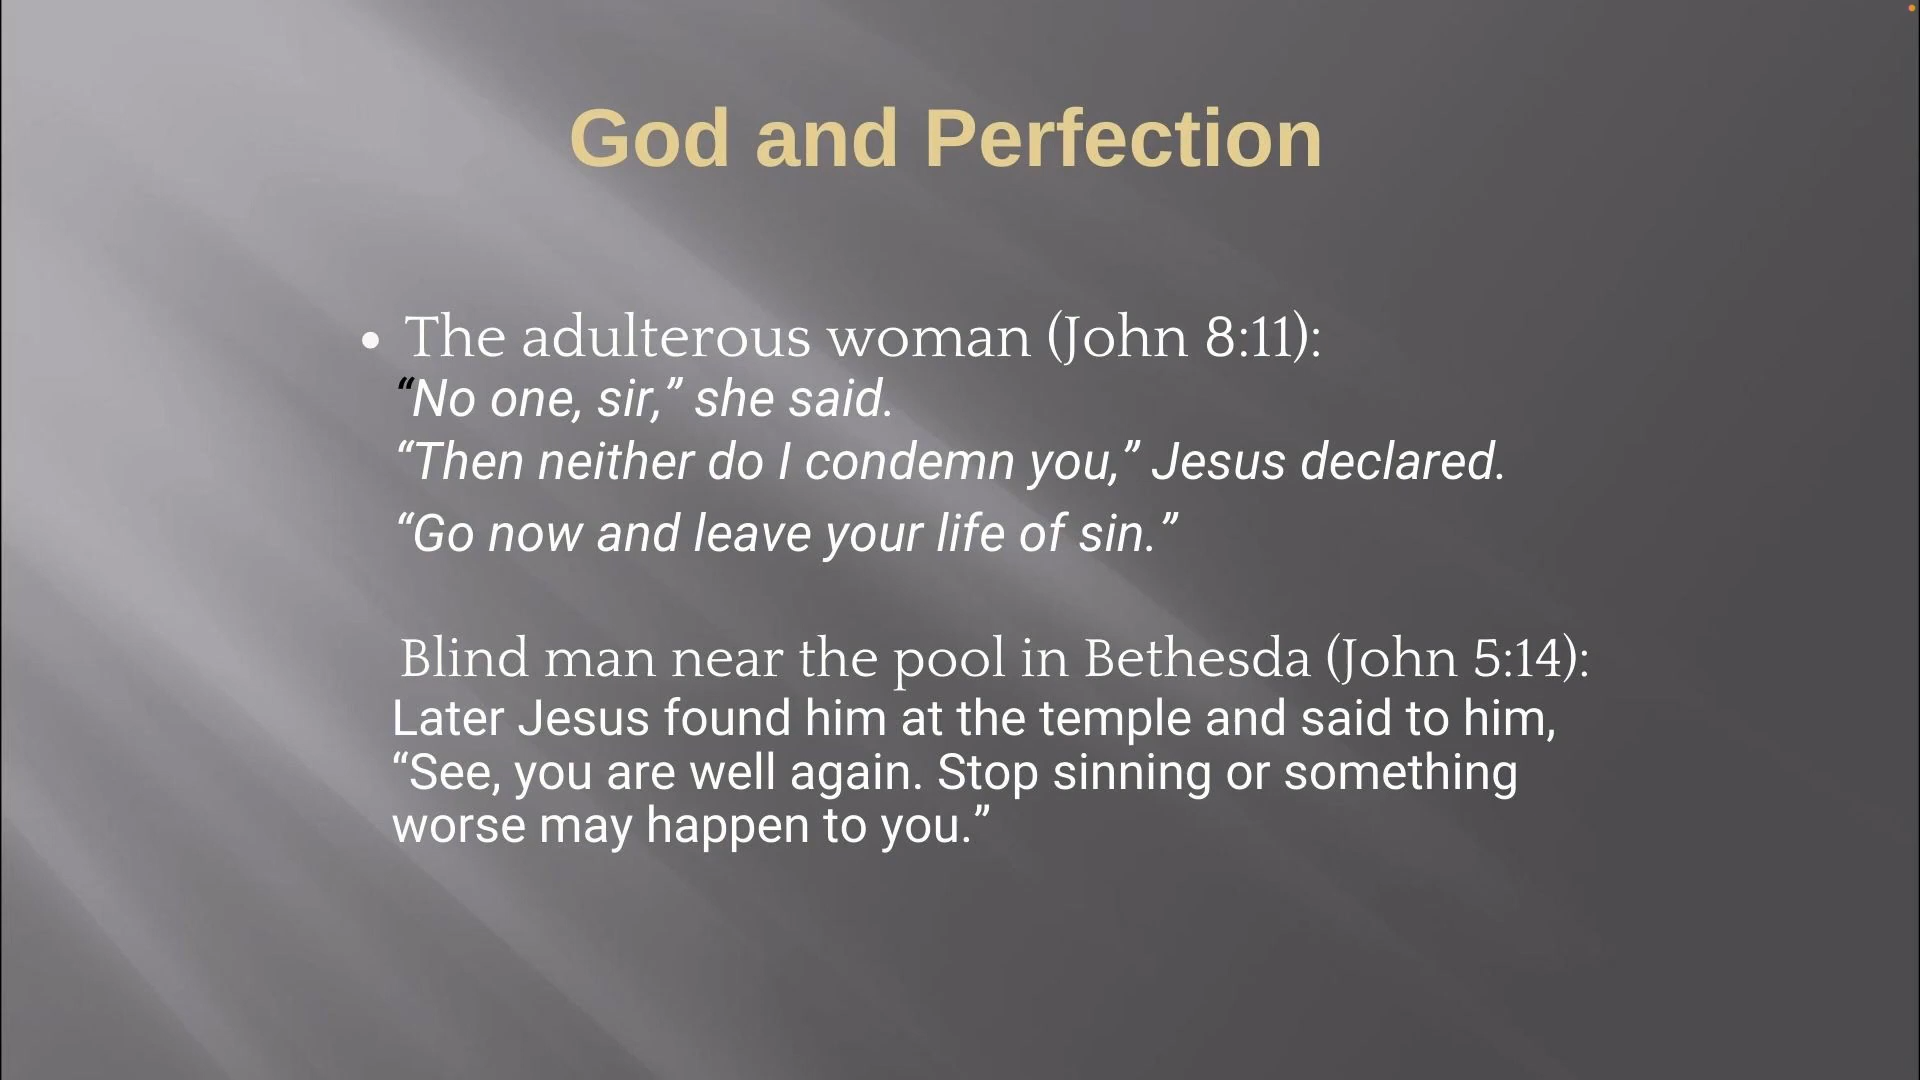 God and Perfection
• The adulterous woman (John 8:11):
“No one, sir,” she said.
“Then neither do I condemn you,” Jesus declared.
“Go now and leave your life of sin.”
Blind man near the pool in Bethesda (John 5:14):
Later Jesus found him at the temple and said to him,
“See, you are well again. Stop sinning or something
worse may happen to you.”